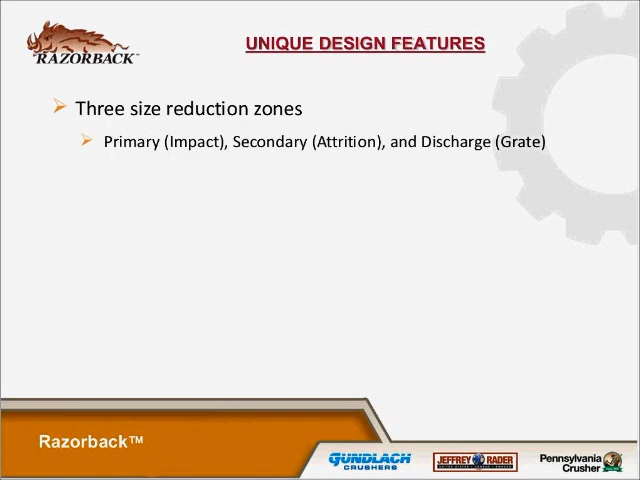 RAZORBACK™
UNIQUE DESIGN FEATURES
Three size reduction zones
Primary (Impact), Secondary (Attrition), and Discharge (Grate)
Razorback™
GUNDLACH
CRUSHERS
JEFFREY RADER
Pennsylvania
Crusher